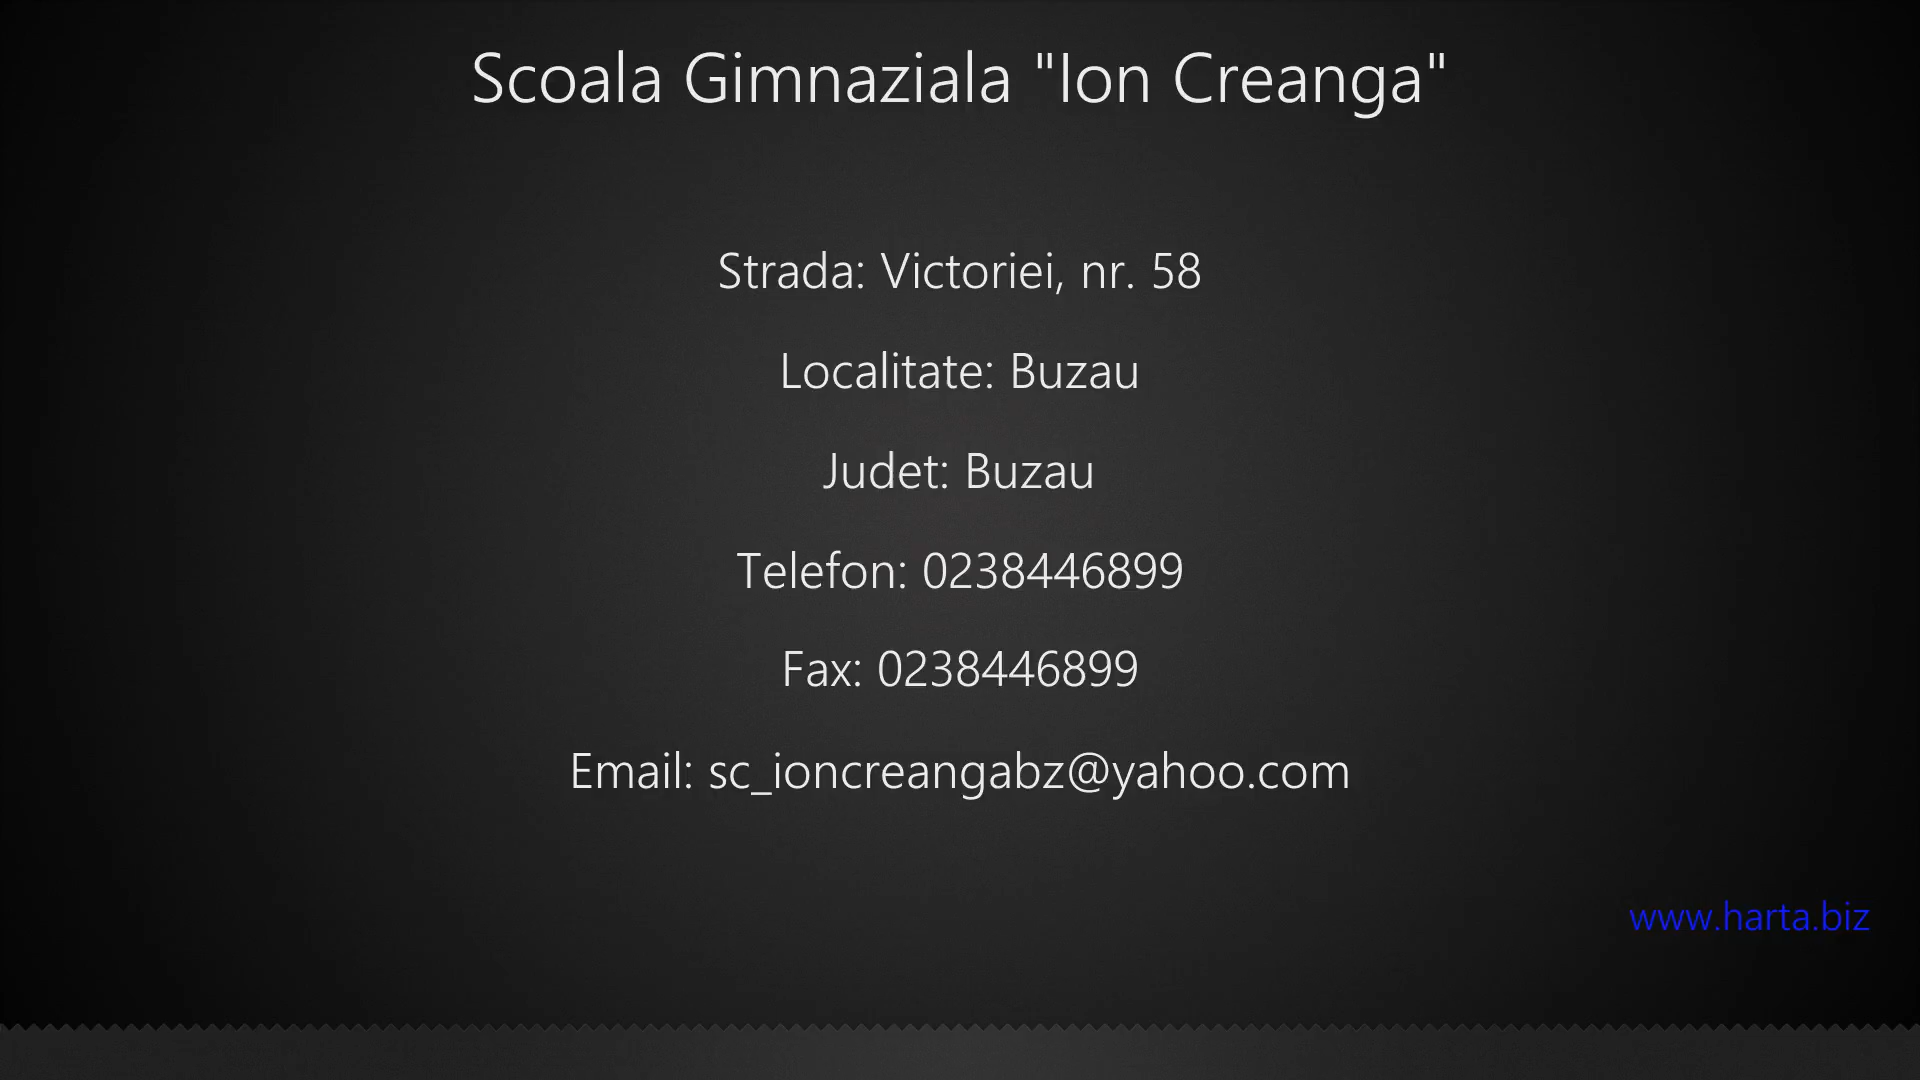 Scoala Gimnaziala "Ion Creanga"
Strada: Victoriei, nr. 58
Localitate: Buzau
Judet: Buzau
Telefon: 0238446899
Fax: 0238446899
Email: sc_ioncreangabz@yahoo.com
www.harta.biz